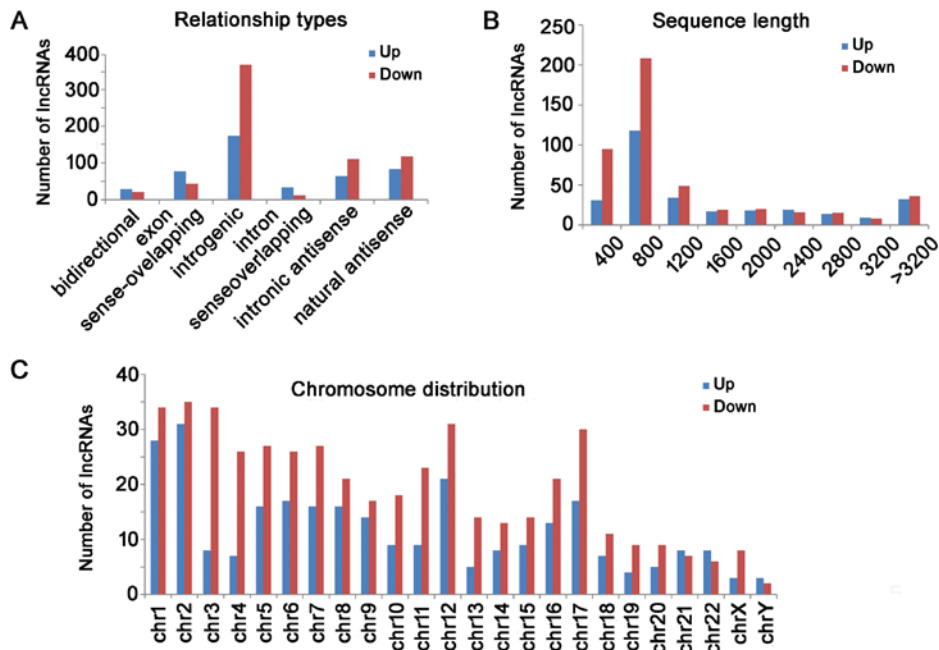 A
Relationship types
Number of lncRNAs
400
300
200
100
0
Up
Down
bidirectional
exon
sense-ovelapping
introgenic
intron
senseoverlapping
intronic antisense
natural antisense
B
Sequence length
Number of lncRNAs
250
200
150
100
50
0
Up
Down
400
800
1200
1600
2000
2400
2800
3200
>3200
C
Chromosome distribution
Number of lncRNAs
40
30
20
10
0
Up
Down
chr1
chr2
chr3
chr4
chr5
chr6
chr7
chr8
chr9
chr10
chr11
chr12
chr13
chr14
chr15
chr16
chr17
chr18
chr19
chr20
chr21
chr22
chrX
chrY